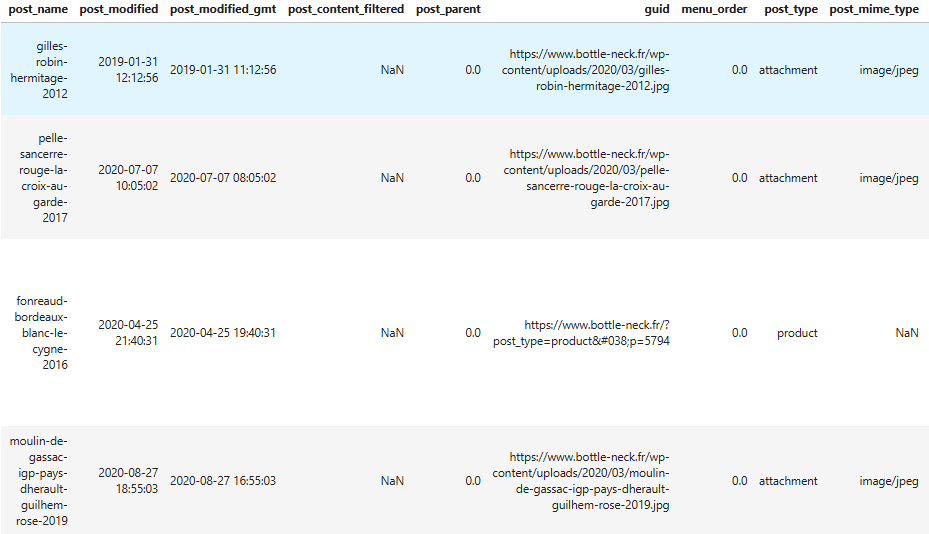 post_name post_modified post_modified_gmt post_content_filtered post_parent guid menu_order post_type post_mime_type
gilles-
robin-
hermitage-
2012
2019-01-31
12:12:56
2019-01-31 11:12:56
NaN
0.0
https://www.bottle-neck.fr/wp-
content/uploads/2020/03/gilles-
robin-hermitage-2012.jpg
0.0
attachment
image/jpeg
pelle-
sancerre-
rouge-la-
croix-au-
garde-
2017
2020-07-07
10:05:02
2020-07-07 08:05:02
NaN
0.0
https://www.bottle-neck.fr/wp-
content/uploads/2020/03/pelle-
sancerre-rouge-la-croix-au-
garde-2017.jpg
0.0
attachment
image/jpeg
fonreaud-
bordeaux-
blanc-le-
cygne-
2016
2020-04-25
21:40:31
2020-04-25 19:40:31
NaN
0.0
https://www.bottle-neck.fr/?
post_type=product&#038;p=5794
0.0
product
NaN
moulin-de-
gassac-
igp-pays-
dherault-
guilhem-
rose-2019
2020-08-27
18:55:03
2020-08-27 16:55:03
NaN
0.0
https://www.bottle-neck.fr/wp-
content/uploads/2020/03/moulin-
de-gassac-igp-pays-dherault-
guilhem-rose-2019.jpg
0.0
attachment
image/jpeg